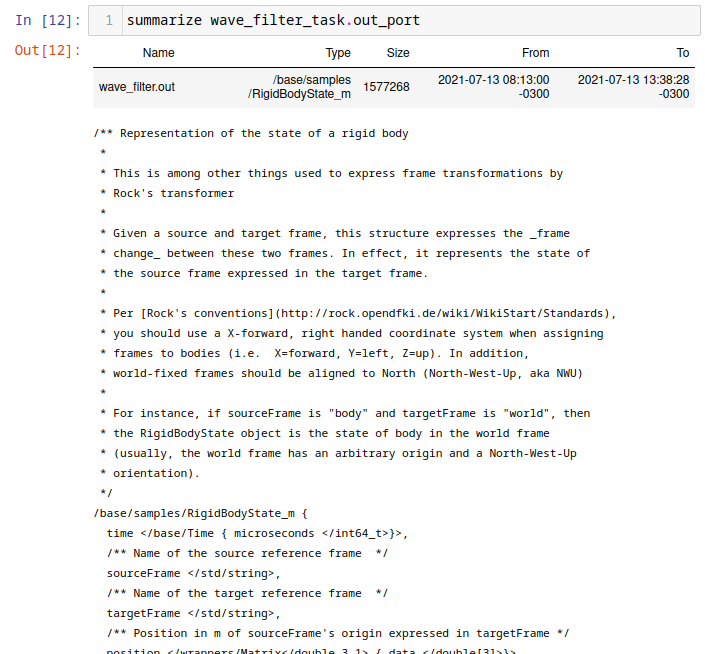 In [12]: 1 summarize wave_filter_task.out_port
Out[12]:
Name Type Size From To
wave_filter.out /base/samples/RigidBodyState_m 1577268 2021-07-13 08:13:00 -0300 2021-07-13 13:38:28 -0300
/** Representation of the state of a rigid body
*
* This is among other things used to express frame transformations by
* Rock's transformer
*
* Given a source and target frame, this structure expresses the _frame
* change_ between these two frames. In effect, it represents the state of
* the source frame expressed in the target frame.
*
* Per [Rock's conventions](http://rock.opendfki.de/wiki/WikiStart/Standards),
* you should use a X-forward, right handed coordinate system when assigning
* frames to bodies (i.e.  X=forward, Y=left, Z=up). In addition,
* world-fixed frames should be aligned to North (North-West-Up, aka NWU)
*
* For instance, if sourceFrame is "body" and targetFrame is "world", then
* the RigidBodyState object is the state of body in the world frame
* (usually, the world frame has an arbitrary origin and a North-West-Up
* orientation).
*/
/base/samples/RigidBodyState_m {
time </base/Time { microseconds </int64_t>}>,
/** Name of the source reference frame  */
sourceFrame </std/string>,
/** Name of the target reference frame  */
targetFrame </std/string>,
/** Position in m of sourceFrame's origin expressed in targetFrame */
position </wrappers/Matrix</double,3,1> { data </double[3]>}>,